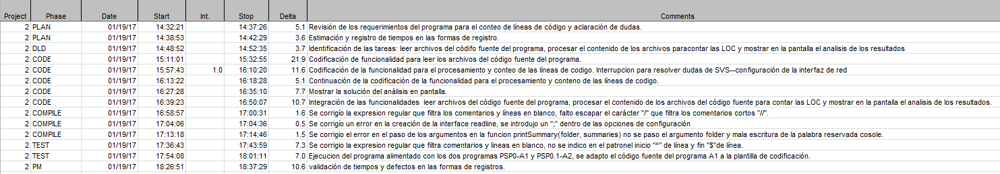 Project Phase Date Start Int. Stop Delta Comments
2 PLAN 01/19/17 14:32:21 14:37:26 5.1 Revisión de los requerimientos del programa para el conteo de líneas de código y aclaración de dudas.
2 PLAN 01/19/17 14:38:53 14:42:29 3.6 Estimación y registro de tiempos en las formas de registro.
2 DLD 01/19/17 14:48:52 14:52:35 3.7 Identificación de las tareas: leer archivos del códifo fuente del programa, procesar el contenido de los archivos paracontar las LOC y mostrar en la pantalla el analisis de los resultados
2 CODE 01/19/17 15:11:01 15:32:55 21.9 Codificación de funcionalidad para leer los archivos del código fuente del programa.
2 CODE 01/19/17 15:57:43 1.0 16:10:20 11.6 Codificación de la funcionalidad para el procesamiento y conteo de las líneas de codigo. Interrupcion para resolver dudas de SVS--configuración de la interfaz de red
2 CODE 01/19/17 16:13:22 16:18:28 5.1 Continuación de la codificación de la funcionalidad para el procesamiento y conteno de las líneas de codigo.
2 CODE 01/19/17 16:27:28 16:35:10 7.7 Mostrar la solución del análisis en pantalla.
2 CODE 01/19/17 16:39:23 16:50:07 10.7 Integración de las funcionalidades leer archivos del código fuente del programa, procesar el contenido de los archivos del código fuente para contar las LOC y mostrar en la pantalla el analisis de los resultados.
2 COMPILE 01/19/17 16:58:57 17:00:31 1.6 Se corrigío la expresion regular que filtra los comentarios y líneas en blanco, falto escapar el carácter "/" que filtra los comentarios cortos "//".
2 COMPILE 01/19/17 17:04:06 17:04:36 0.5 Se corrigío un error en la creación de la interface readline, se introdujo un ";" dentro de las opciones de configuración
2 COMPILE 01/19/17 17:13:18 17:14:46 1.5 Se corrigio el error en el paso de los argumentos en la funcion printSummary(folder, summaries) no se paso el argumento folder y mala escritura de la palabra reservada cosole.
2 TEST 01/19/17 17:36:43 17:43:59 7.3 Se corrigio la expresion regular que filtra comentarios y lineas en blanco, no se indico en el patronel inicio "^" de línea y fin "$"de línea.
2 TEST 01/19/17 17:54:08 18:01:11 7.0 Ejecucion del programa alimentado con los dos programas PSP0-A1 y PSP0.1-A2, se adapto el código fuente del programa A1 a la plantilla de codificación.
2 PM 01/19/17 18:26:51 18:37:29 10.6 validación de tiempos y defectos en las formas de registros.